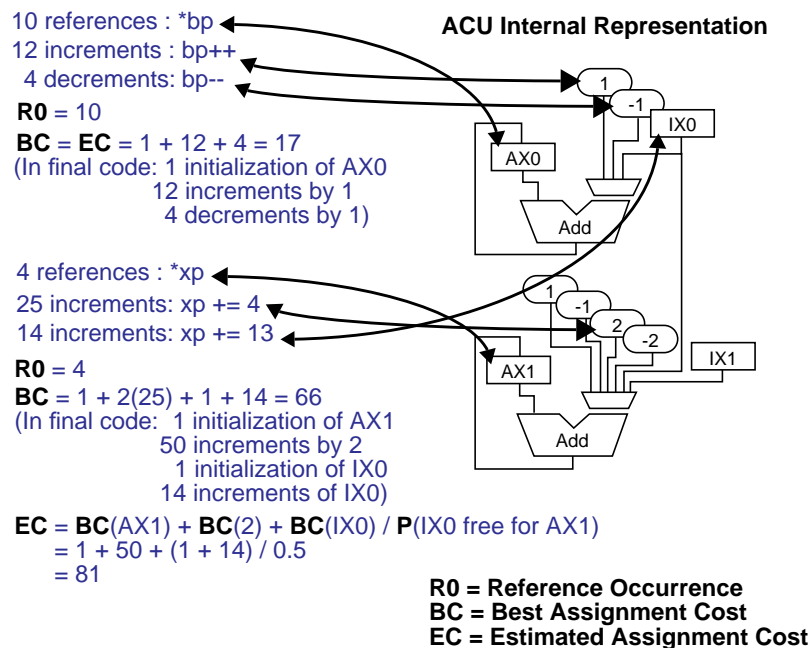 10 references : *bp
12 increments : bp++
4 decrements: bp--
R0 = 10
BC = EC = 1 + 12 + 4 = 17
(In final code: 1 initialization of AX0
12 increments by 1
4 decrements by 1)
ACU Internal Representation
1
-1
IX0
AX0
Add
4 references : *xp
25 increments: xp += 4
14 increments: xp += 13
R0 = 4
BC = 1 + 2(25) + 1 + 14 = 66
(In final code: 1 initialization of AX1
50 increments by 2
1 initialization of IX0
14 increments of IX0)
1
-1
2
-2
IX1
AX1
Add
EC = BC(AX1) + BC(2) + BC(IX0) / P(IX0 free for AX1)
= 1 + 50 + (1 + 14) / 0.5
= 81
R0 = Reference Occurrence
BC = Best Assignment Cost
EC = Estimated Assignment Cost